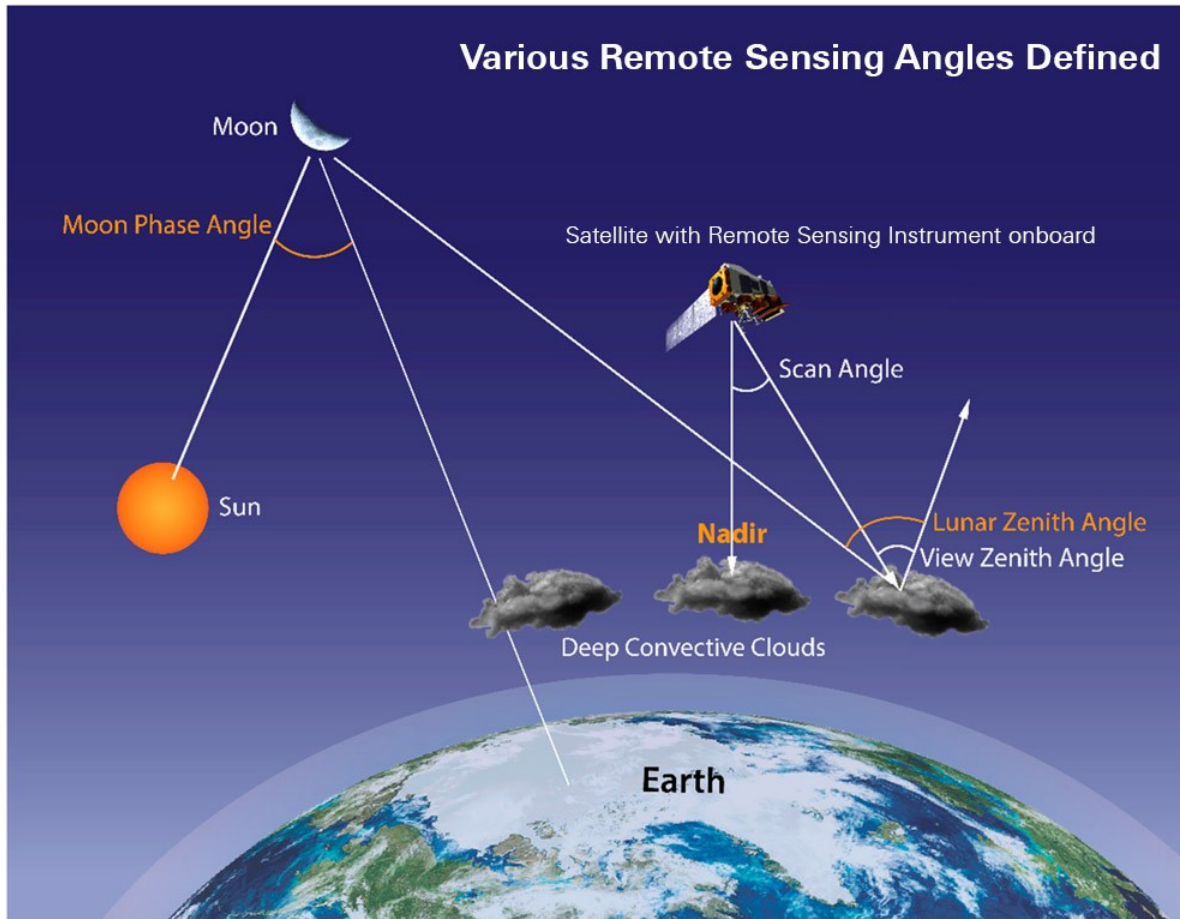 Various Remote Sensing Angles Defined
Moon
Moon Phase Angle
Satellite with Remote Sensing Instrument onboard
Scan Angle
Sun
Nadir
Lunar Zenith Angle
View Zenith Angle
Deep Convective Clouds
Earth